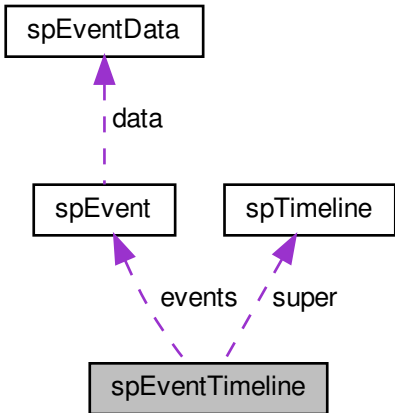 spEventData
data
spEvent
spTimeline
events
super
spEventTimeline